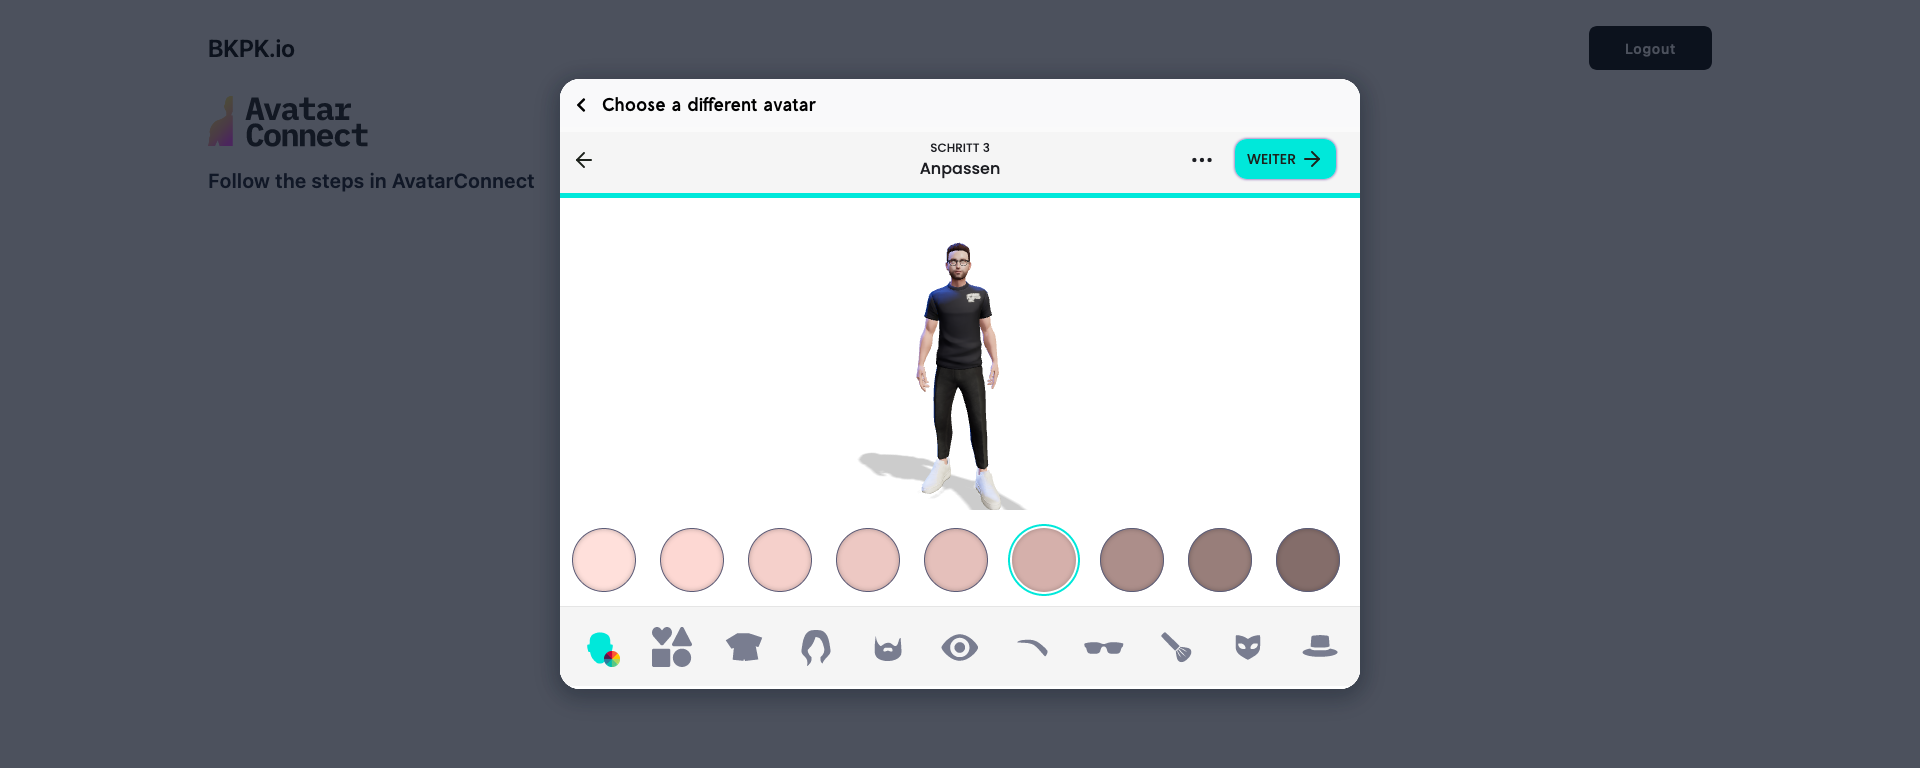 BKPK.io
Logout
Avatar
Connect
Follow the steps in AvatarConnect
Choose a different avatar
SCHRITT 3
Anpassen
WEITER